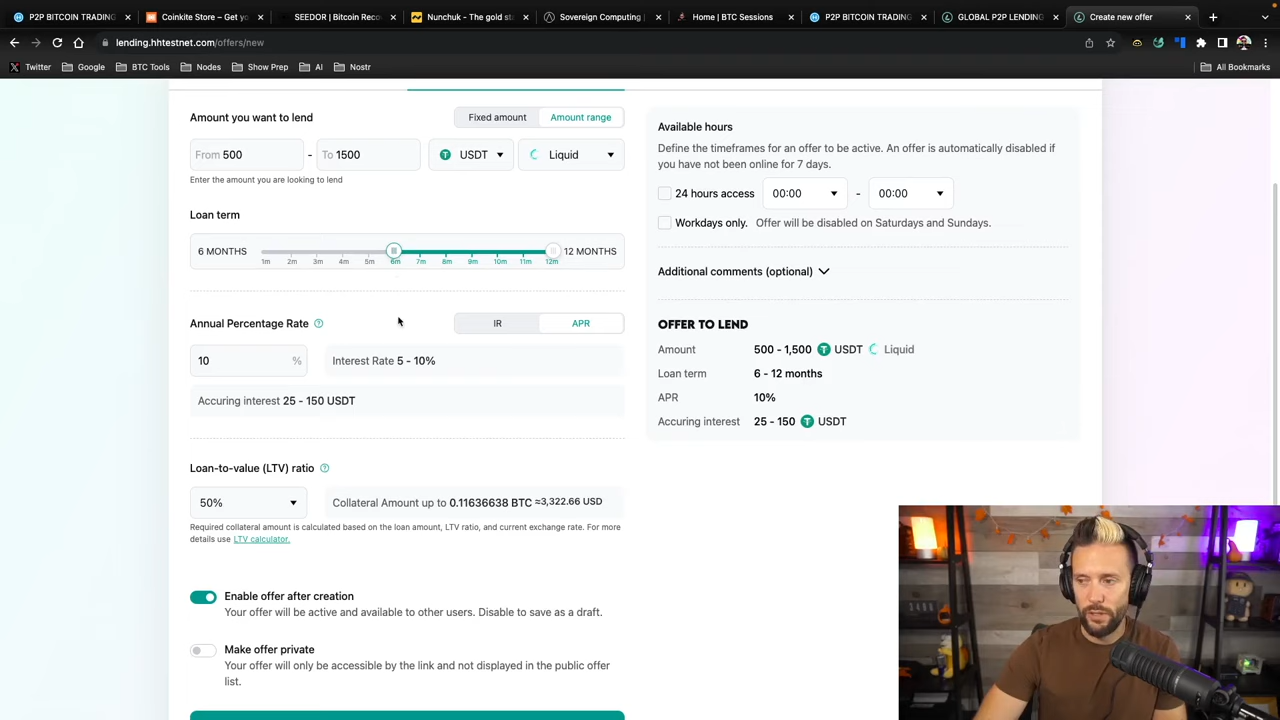 P2P BITCOIN TRADING
Coinkite Store – Get yo
SEEDOR | Bitcoin Reco
Nunchuk - The gold sta
Sovereign Computing |
Home | BTC Sessions
P2P BITCOIN TRADING
GLOBAL P2P LENDING
Create new offer
lending.hhtestnet.com/offers/new
Twitter
Google
BTC Tools
Nodes
Show Prep
AI
Nostr
All Bookmarks
Amount you want to lend
Fixed amount
Amount range
From 500
-
To 1500
USDT
Liquid
Enter the amount you are looking to lend
Loan term
6 MONTHS
1m 2m 3m 4m 5m 6m 7m 8m 9m 10m 11m 12m
12 MONTHS
Annual Percentage Rate
IR
APR
10 %
Interest Rate 5 - 10%
Accuring interest 25 - 150 USDT
Loan-to-value (LTV) ratio
50%
Collateral Amount up to 0.11636638 BTC ≈3,322.66 USD
Required collateral amount is calculated based on the loan amount, LTV ratio, and current exchange rate. For more
details use LTV calculator.
Enable offer after creation
Your offer will be active and available to other users. Disable to save as a draft.
Make offer private
Your offer will only be accessible by the link and not displayed in the public offer
list.
Available hours
Define the timeframes for an offer to be active. An offer is automatically disabled if
you have not been online for 7 days.
24 hours access
00:00
-
00:00
Workdays only. Offer will be disabled on Saturdays and Sundays.
Additional comments (optional)
OFFER TO LEND
Amount 500 - 1,500 USDT Liquid
Loan term 6 - 12 months
APR 10%
Accuring interest 25 - 150 USDT